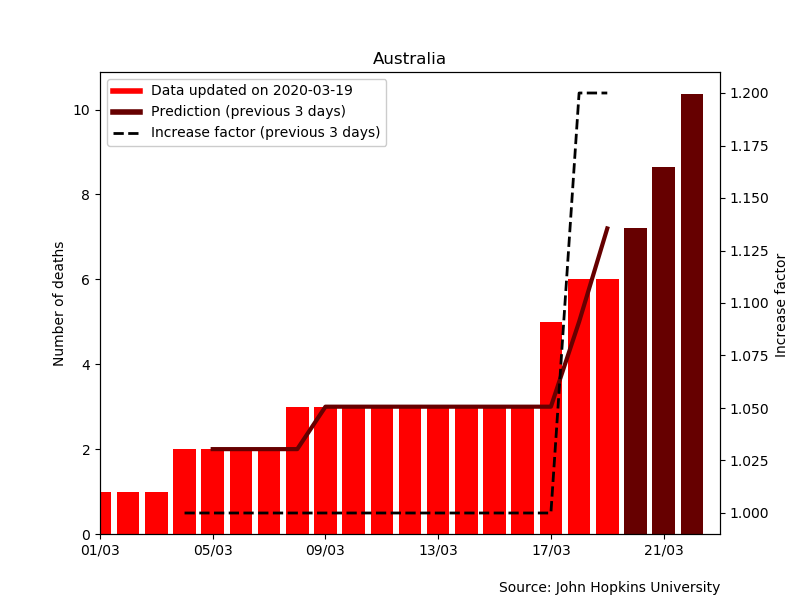 Australia
Data updated on 2020-03-19
Prediction (previous 3 days)
Increase factor (previous 3 days)
Number of deaths
10
8
6
4
2
0
1.200
1.175
1.150
1.125
1.100
1.075
1.050
1.025
1.000
Increase factor
01/03 05/03 09/03 13/03 17/03 21/03
Source: John Hopkins University